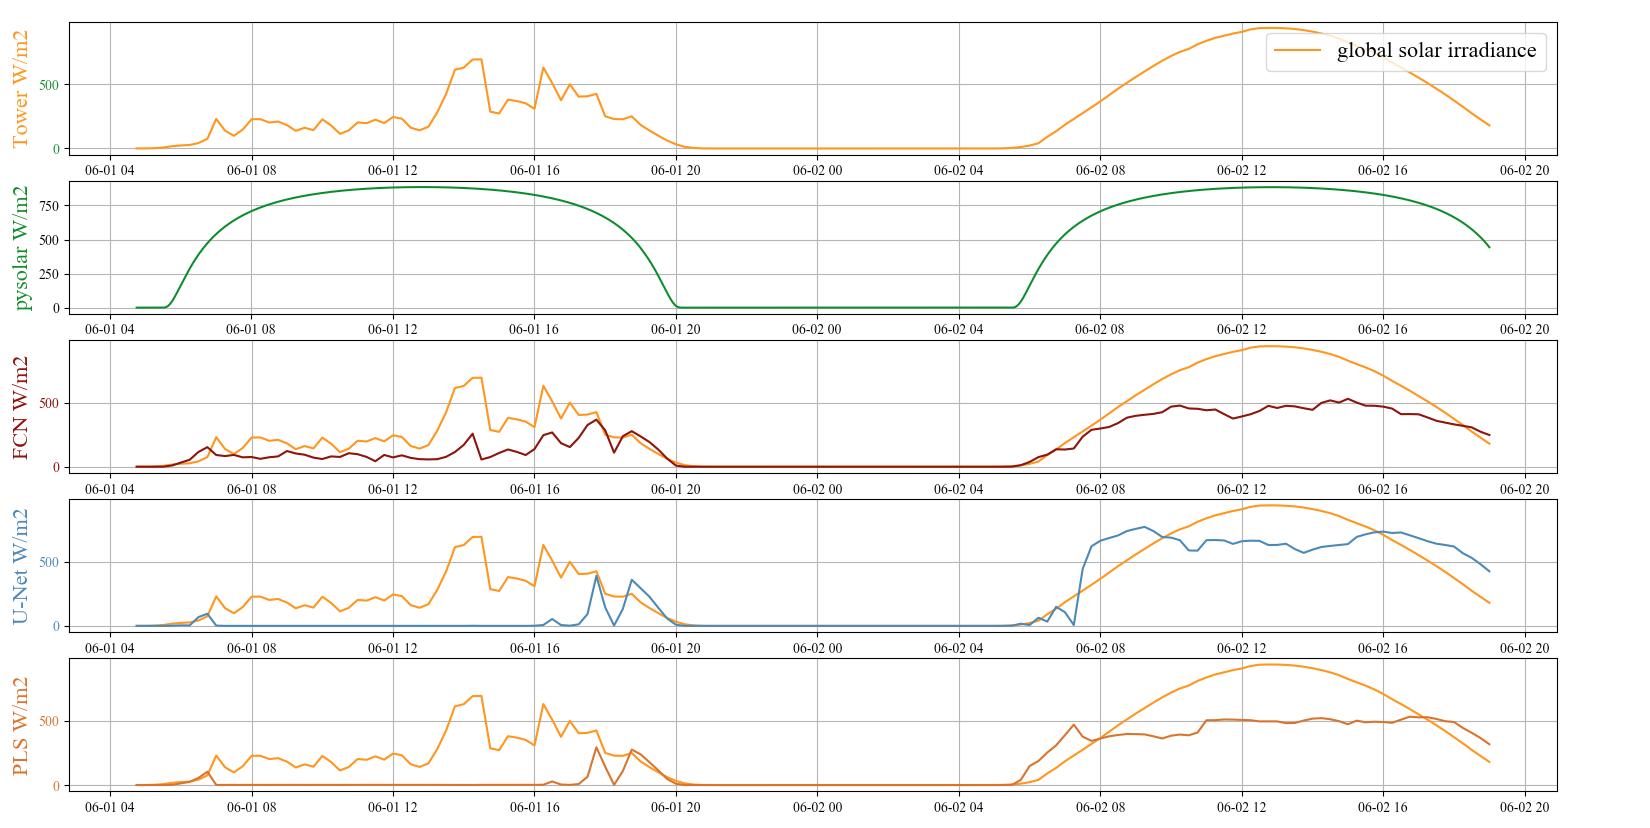 Tower W/m2
500
0
global solar irradiance
06-01 04 06-01 08 06-01 12 06-01 16 06-01 20 06-02 00 06-02 04 06-02 08 06-02 12 06-02 16 06-02 20
pysolar W/m2
750
500
250
0
06-01 04 06-01 08 06-01 12 06-01 16 06-01 20 06-02 00 06-02 04 06-02 08 06-02 12 06-02 16 06-02 20
FCN W/m2
500
0
06-01 04 06-01 08 06-01 12 06-01 16 06-01 20 06-02 00 06-02 04 06-02 08 06-02 12 06-02 16 06-02 20
U-Net W/m2
500
0
06-01 04 06-01 08 06-01 12 06-01 16 06-01 20 06-02 00 06-02 04 06-02 08 06-02 12 06-02 16 06-02 20
PLS W/m2
500
0
06-01 04 06-01 08 06-01 12 06-01 16 06-01 20 06-02 00 06-02 04 06-02 08 06-02 12 06-02 16 06-02 20